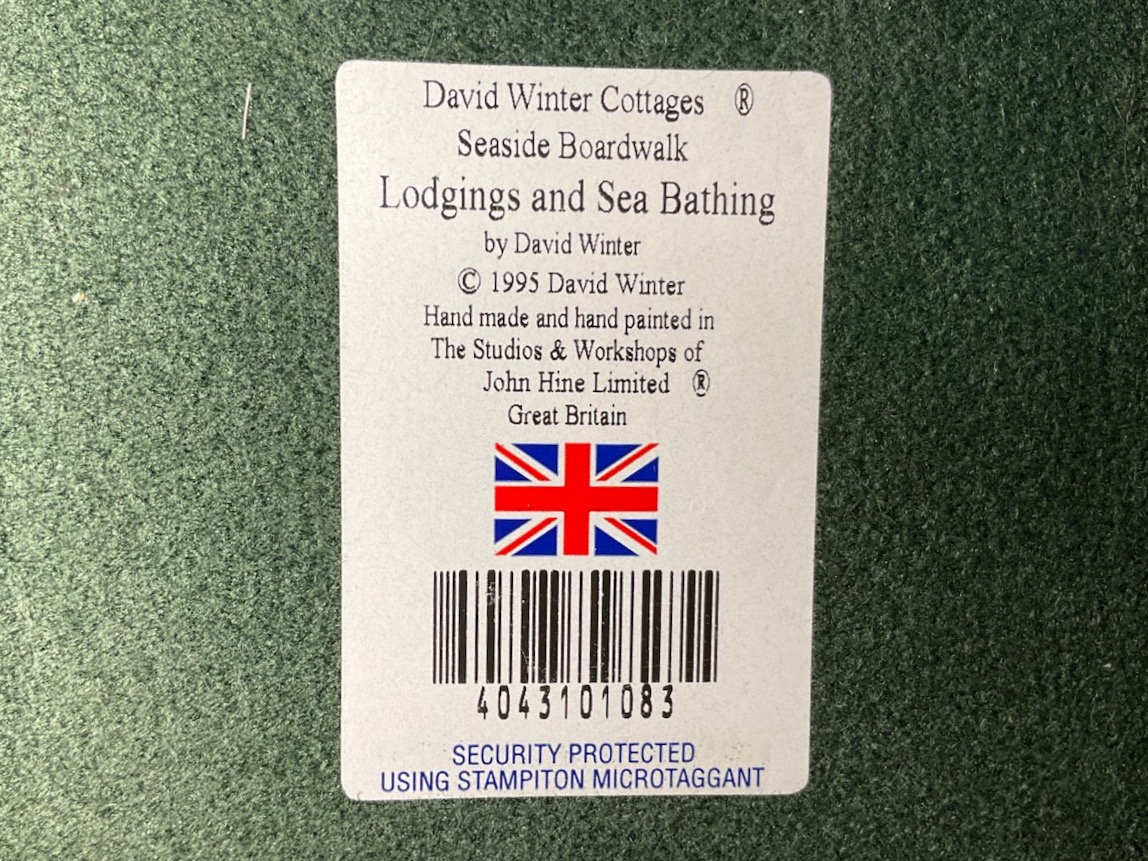 David Winter Cottages ®
Seaside Boardwalk
Lodgings and Sea Bathing
by David Winter
© 1995 David Winter
Hand made and hand painted in
The Studios & Workshops of
John Hine Limited ®
Great Britain
4043101083
SECURITY PROTECTED
USING STAMPITON MICROTAGGANT